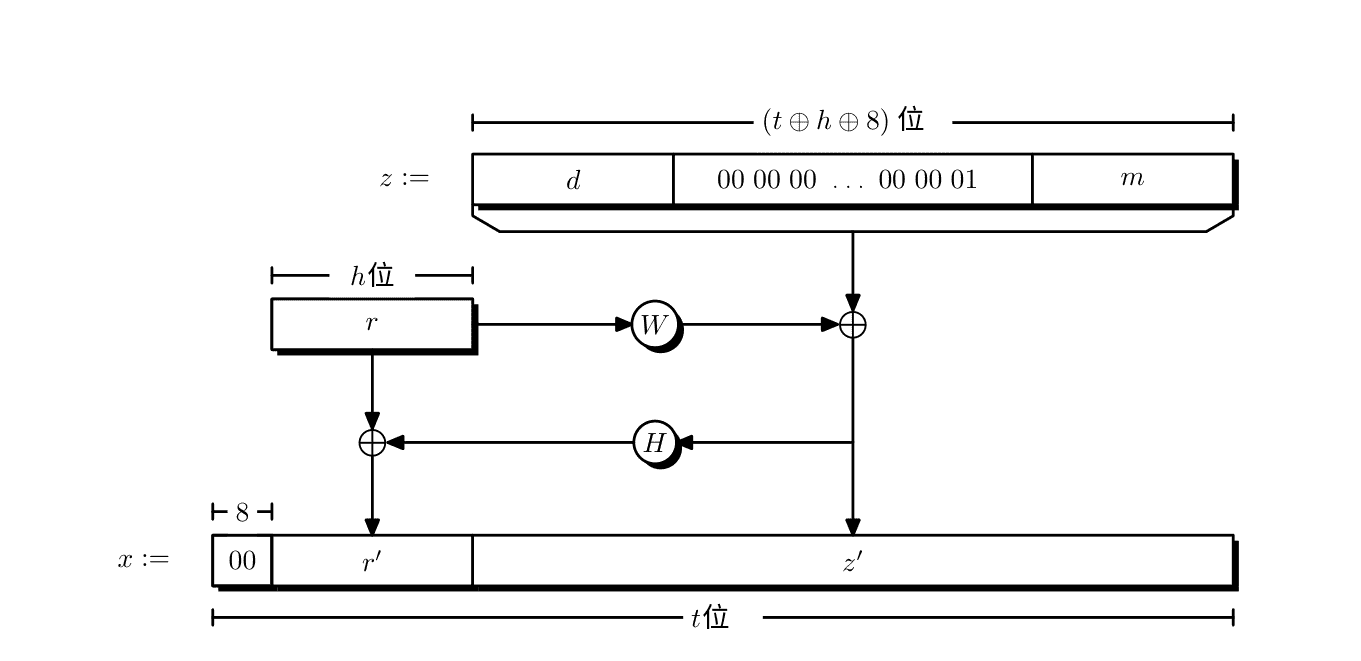 (t ⊕ h ⊕ 8) 位
z := d 00 00 00 ... 00 00 01 m
h位
r W ⊕
⊕ H
8
x := 00 r′ z′
t位